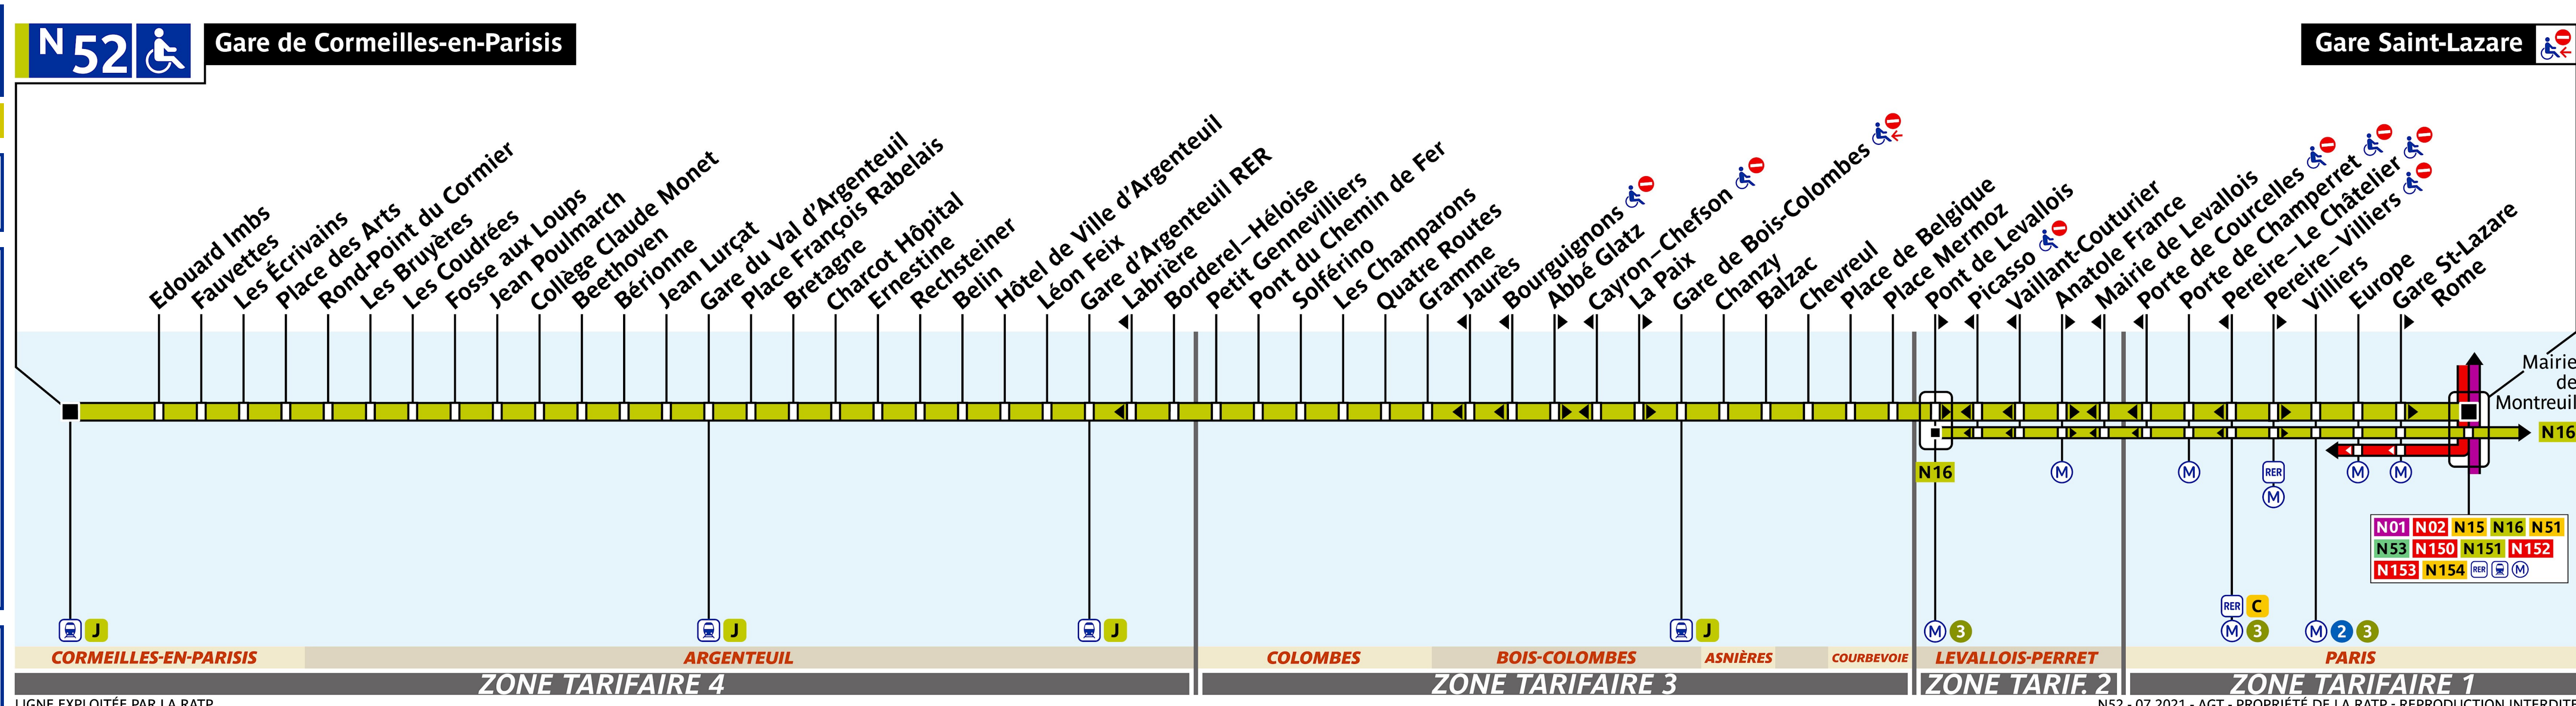 N 52
Gare de Cormeilles-en-Parisis
Gare Saint-Lazare
Edouard Imbs
Fauvettes
Les Écrivains
Place des Arts
Rond-Point du Cormier
Les Bruyères
Les Coudrées
Fosse aux Loups
Jean Poulmarch
Collège Claude Monet
Beethoven
Bérionne
Jean Lurçat
Gare du Val d'Argenteuil
Place François Rabelais
Bretagne
Charcot Hôpital
Ernestine
Rechsteiner
Belin
Hôtel de Ville d'Argenteuil
Léon Feix
Gare d'Argenteuil RER
Labrière
Borderel – Héloise
Petit Gennevilliers
Pont du Chemin de Fer
Solférino
Les Champarons
Quatre Routes
Gramme
Jaurès
Bourguignons
Abbé Glatz
Cayron – Chefson
La Paix
Gare de Bois-Colombes
Chanzy
Balzac
Chevreul
Place de Belgique
Place Mermoz
Pont de Levallois
Picasso
Vaillant-Couturier
Anatole France
Mairie de Levallois
Porte de Courcelles
Porte de Champerret
Pereire – Le Châtelier
Pereire – Villiers
Villiers
Europe
Gare St-Lazare
Rome
Mairie
de
Montreuil
N16
N16
M
M
RER
M
M
M
N01 N02 N15 N16 N51
N53 N150 N151 N152
N153 N154 RER M
J
J
J
J
M 3
RER C
M 3
M 2 3
CORMEILLES-EN-PARISIS
ARGENTEUIL
COLOMBES
BOIS-COLOMBES
ASNIÈRES
COURBEVOIE
LEVALLOIS-PERRET
PARIS
ZONE TARIFAIRE 4
ZONE TARIFAIRE 3
ZONE TARIF. 2
ZONE TARIFAIRE 1
LIGNE EXPLOITÉE PAR LA RATP
N52 - 07 2021 - AGT - PROPRIÉTÉ DE LA RATP - REPRODUCTION INTERDITE